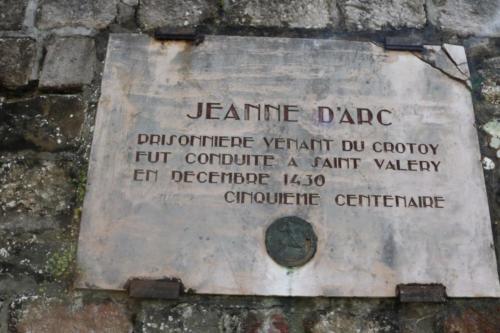 JEANNE D'ARC
PRISONNIERE VENANT DU CROTOY
FUT CONDUITE A SAINT VALERY
EN DECEMBRE 1430
CINQUIEME CENTENAIRE